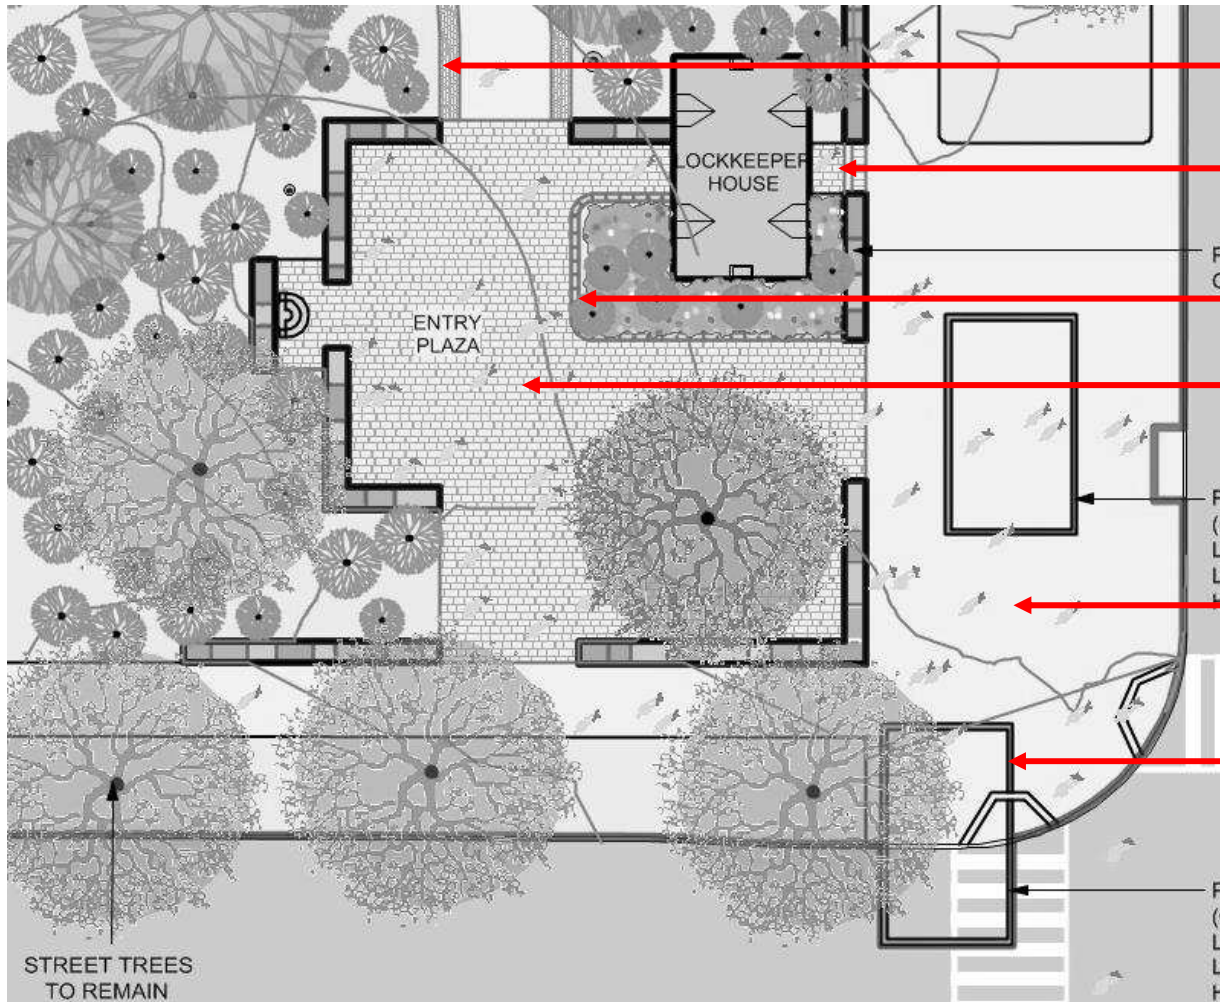 LOCKKEEPER
HOUSE
ENTRY
PLAZA
STREET TREES
TO REMAIN